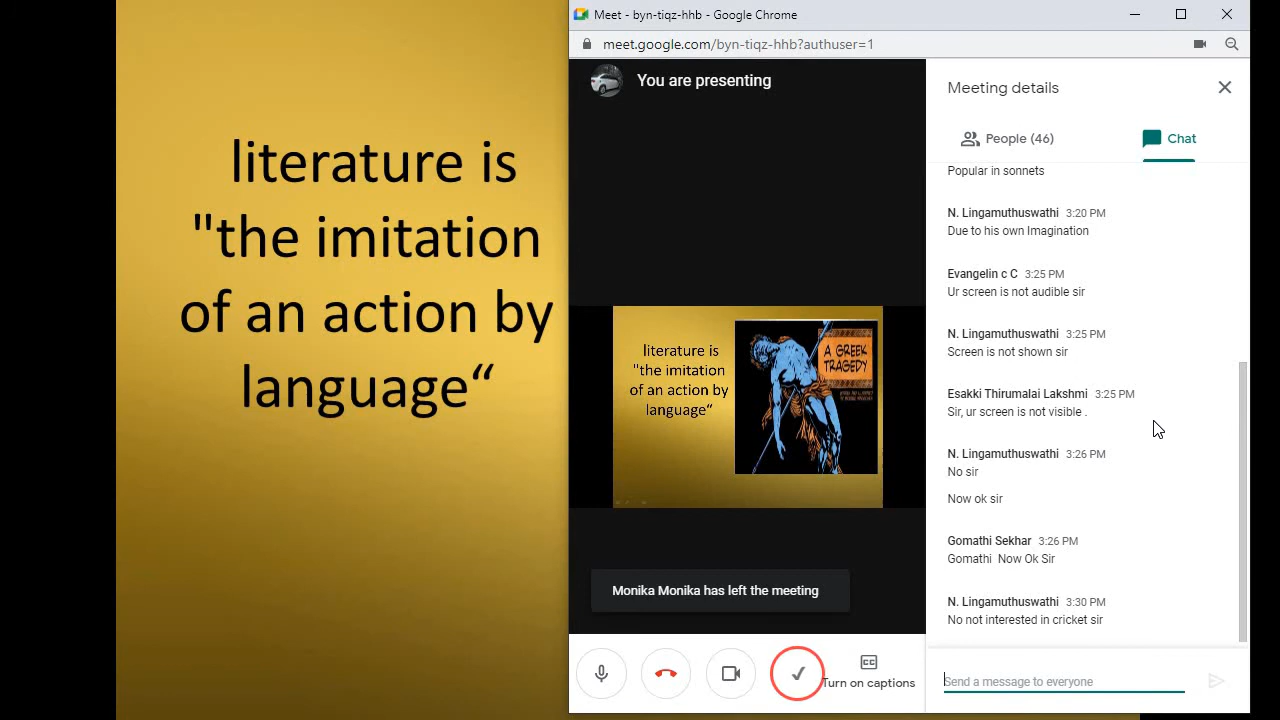 literature is
"the imitation
of an action by
language“
Meet - byn-tiqz-hhb - Google Chrome
meet.google.com/byn-tiqz-hhb?authuser=1
You are presenting
literature is
"the imitation
of an action by
language“
A GREEK
TRAGEDY
Monika Monika has left the meeting
CC
Turn on captions
Meeting details
People (46)
Chat
Popular in sonnets
N. Lingamuthuswathi 3:20 PM
Due to his own Imagination
Evangelin c C 3:25 PM
Ur screen is not audible sir
N. Lingamuthuswathi 3:25 PM
Screen is not shown sir
Esakki Thirumalai Lakshmi 3:25 PM
Sir, ur screen is not visible .
N. Lingamuthuswathi 3:26 PM
No sir
Now ok sir
Gomathi Sekhar 3:26 PM
Gomathi  Now Ok Sir
N. Lingamuthuswathi 3:30 PM
No not interested in cricket sir
Send a message to everyone